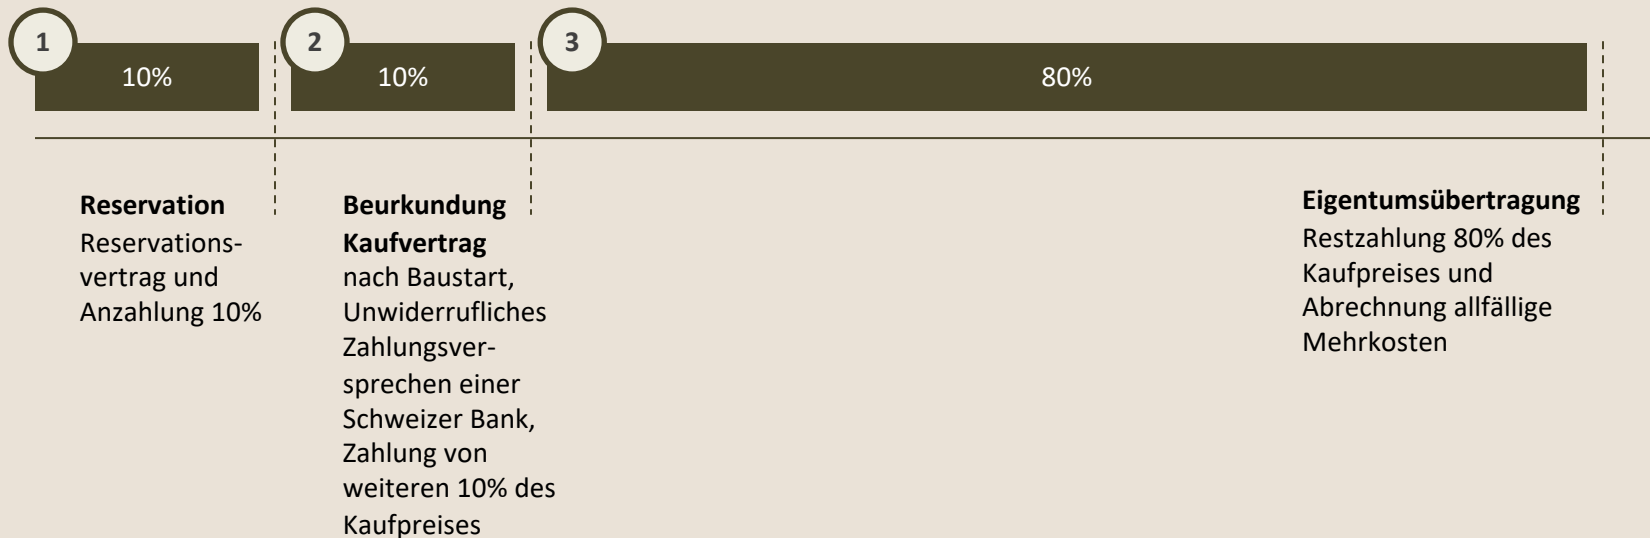 1
10%
2
10%
3
80%
Reservation
Reservations-
vertrag und
Anzahlung 10%
Beurkundung
Kaufvertrag
nach Baustart,
Unwiderrufliches
Zahlungsver-
sprechen einer
Schweizer Bank,
Zahlung von
weiteren 10% des
Kaufpreises
Eigentumsübertragung
Restzahlung 80% des
Kaufpreises und
Abrechnung allfällige
Mehrkosten